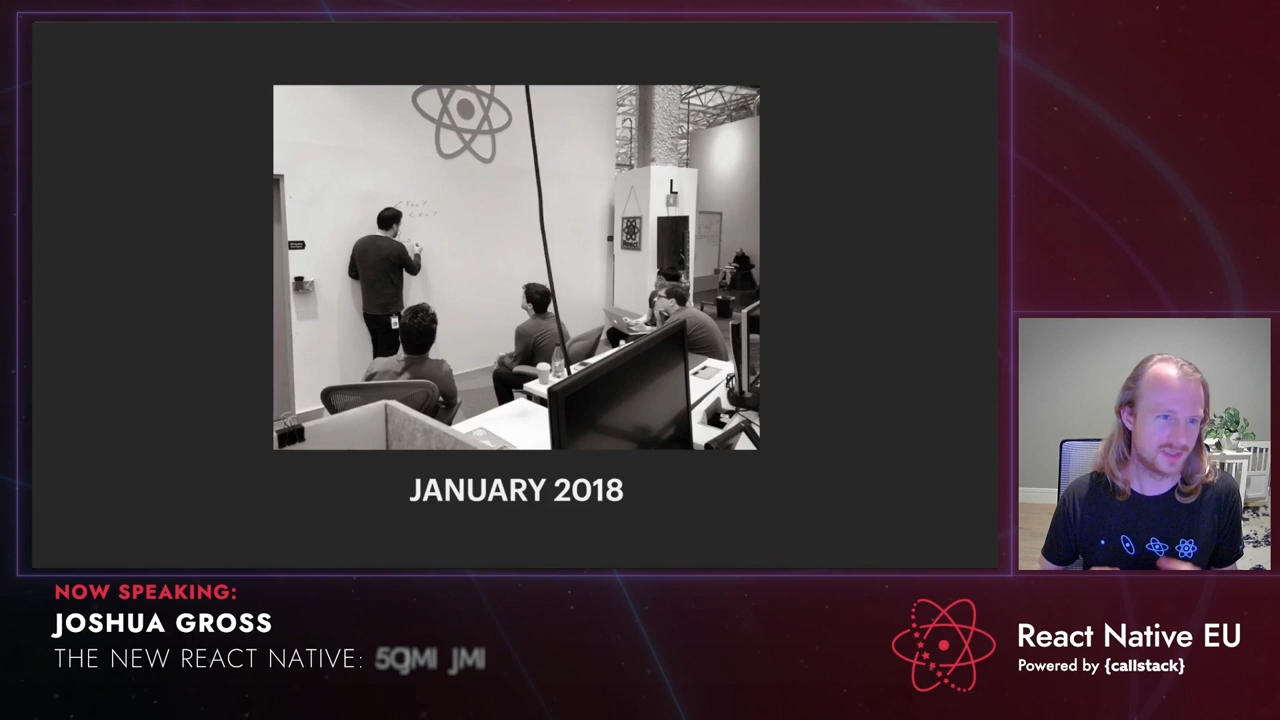 JANUARY 2018
NOW SPEAKING:
JOSHUA GROSS
THE NEW REACT NATIVE:
React Native EU
Powered by {callstack}